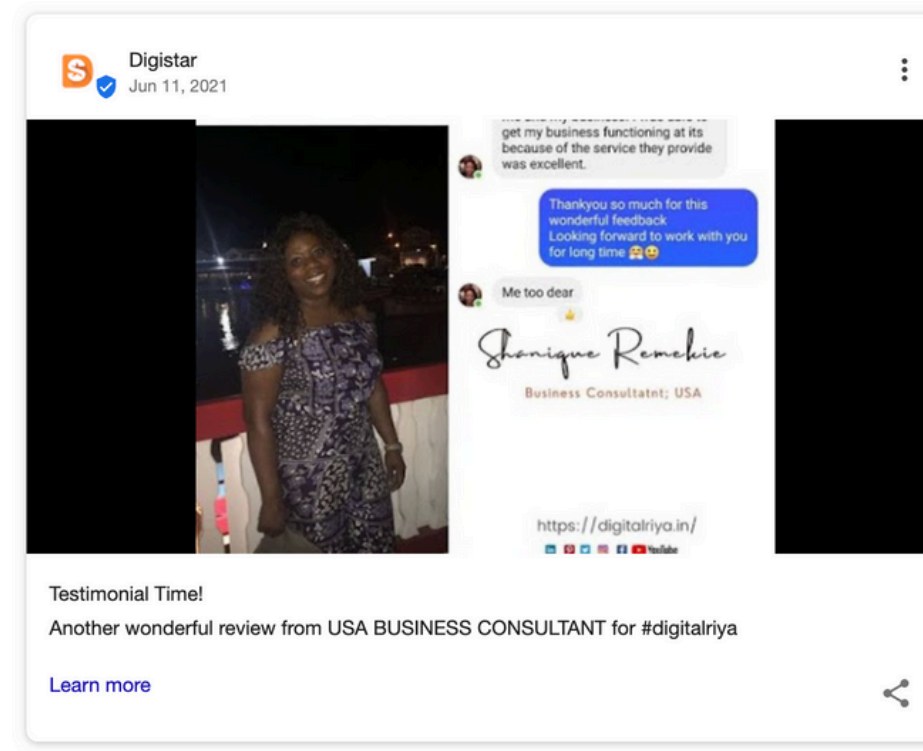 Digistar
Jun 11, 2021
get my business functioning at its
because of the service they provide
was excellent.
Thankyou so much for this
wonderful feedback
Looking forward to work with you
for long time 🤗😉
Me too dear
👍
Shanique Remekie
Business Consultatnt; USA
https://digitalriya.in/
YouTube
Testimonial Time!
Another wonderful review from USA BUSINESS CONSULTANT for #digitalriya
Learn more